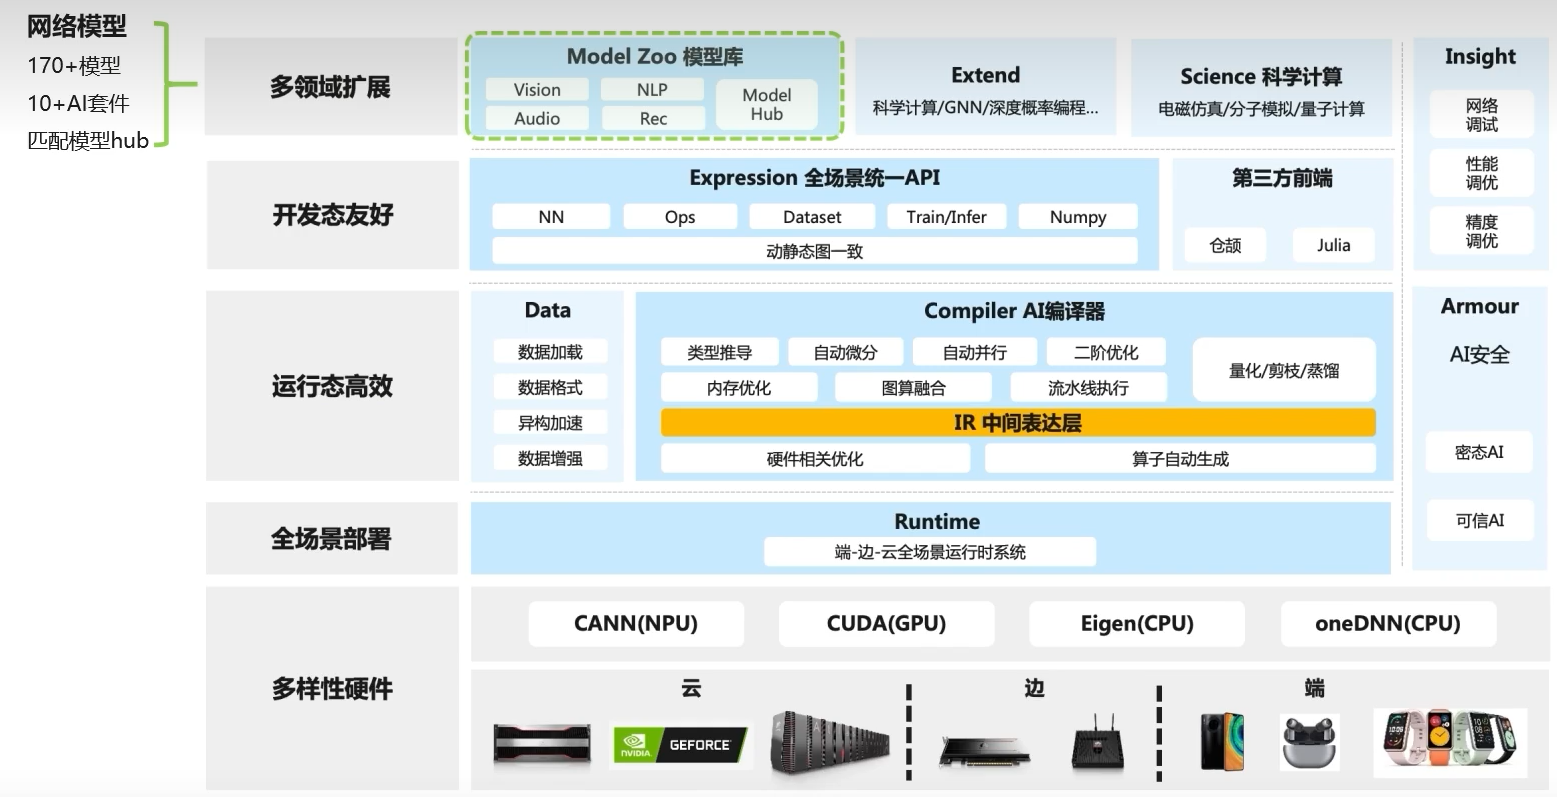 网络模型
170+模型
10+AI套件
匹配模型hub
多领域扩展
Model Zoo 模型库
Vision
NLP
Audio
Rec
Model
Hub
Extend
科学计算/GNN/深度概率编程...
Science 科学计算
电磁仿真/分子模拟/量子计算
Insight
网络
调试
性能
调优
精度
调优
开发态友好
Expression 全场景统一API
NN
Ops
Dataset
Train/Infer
Numpy
动静态图一致
第三方前端
仓颉
Julia
运行态高效
Data
数据加载
数据格式
异构加速
数据增强
Compiler AI编译器
类型推导
自动微分
自动并行
二阶优化
内存优化
图算融合
流水线执行
量化/剪枝/蒸馏
IR 中间表达层
硬件相关优化
算子自动生成
Armour
AI安全
密态AI
可信AI
全场景部署
Runtime
端-边-云全场景运行时系统
多样性硬件
CANN(NPU)
CUDA(GPU)
Eigen(CPU)
oneDNN(CPU)
云
边
端
NVIDIA.
GEFORCE